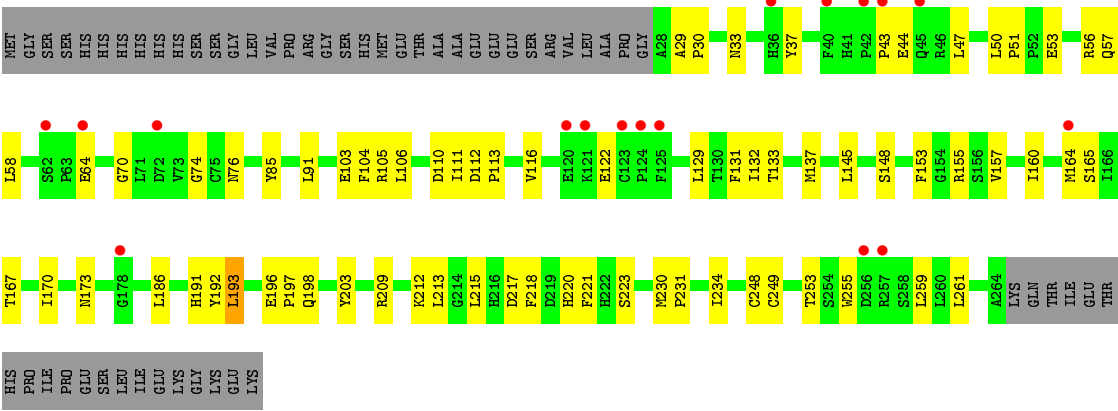 MET GLY SER SER HIS HIS HIS HIS HIS HIS SER SER GLY LEU VAL PRO ARG GLY SER HIS MET GLU THR ALA ALA GLU GLU GLU SER ARG VAL LEU ALA PRO GLY A28 A29 P30 N33 H36 Y37 F40 H41 P42 P43 E44 Q45 R46 L47 L50 P51 P52 E53 R56 Q57
L58 S62 P63 E64 G70 L71 D72 V73 G74 C75 N76 Y85 L91 E103 F104 R105 L106 D110 I111 D112 P113 V116 E120 K121 E122 C123 P124 F125 L129 T130 F131 I132 T133 M137 L145 S148 F153 G154 R155 S156 V157 I160 M164 S165 I166
T167 I170 N173 G178 L186 H191 Y192 L193 E196 P197 Q198 Y203 R209 K212 L213 G214 L215 H216 D217 F218 D219 H220 F221 H222 S223 M230 P231 I234 C248 C249 T253 S254 W255 D256 R257 S258 L259 L260 L261 A264 LYS GLN THR ILE GLU THR
HIS PRO ILE PRO GLU SER LEU ILE GLU LYS GLY LYS GLU LYS